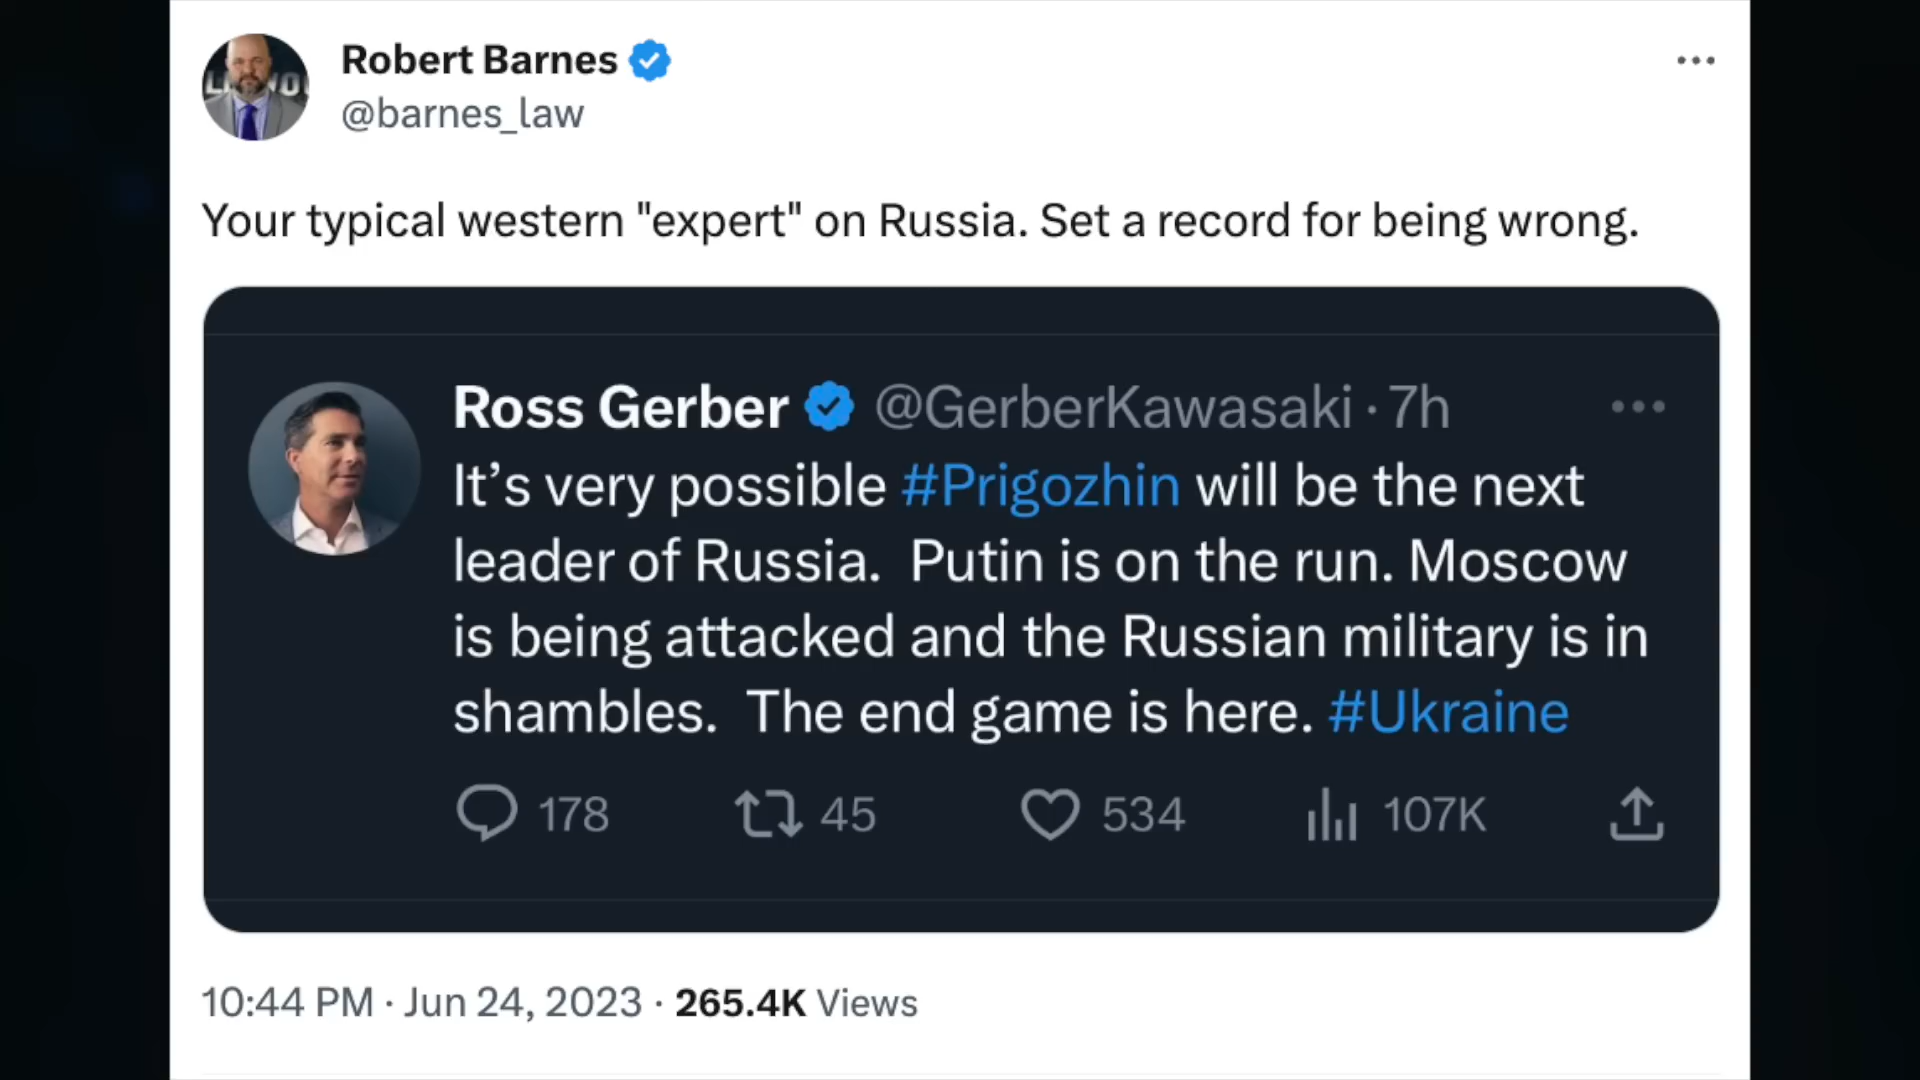 Robert Barnes
@barnes_law
Your typical western "expert" on Russia. Set a record for being wrong.
Ross Gerber @GerberKawasaki · 7h
It’s very possible #Prigozhin will be the next
leader of Russia.  Putin is on the run. Moscow
is being attacked and the Russian military is in
shambles.  The end game is here. #Ukraine
178 45 534 107K
10:44 PM · Jun 24, 2023 · 265.4K Views